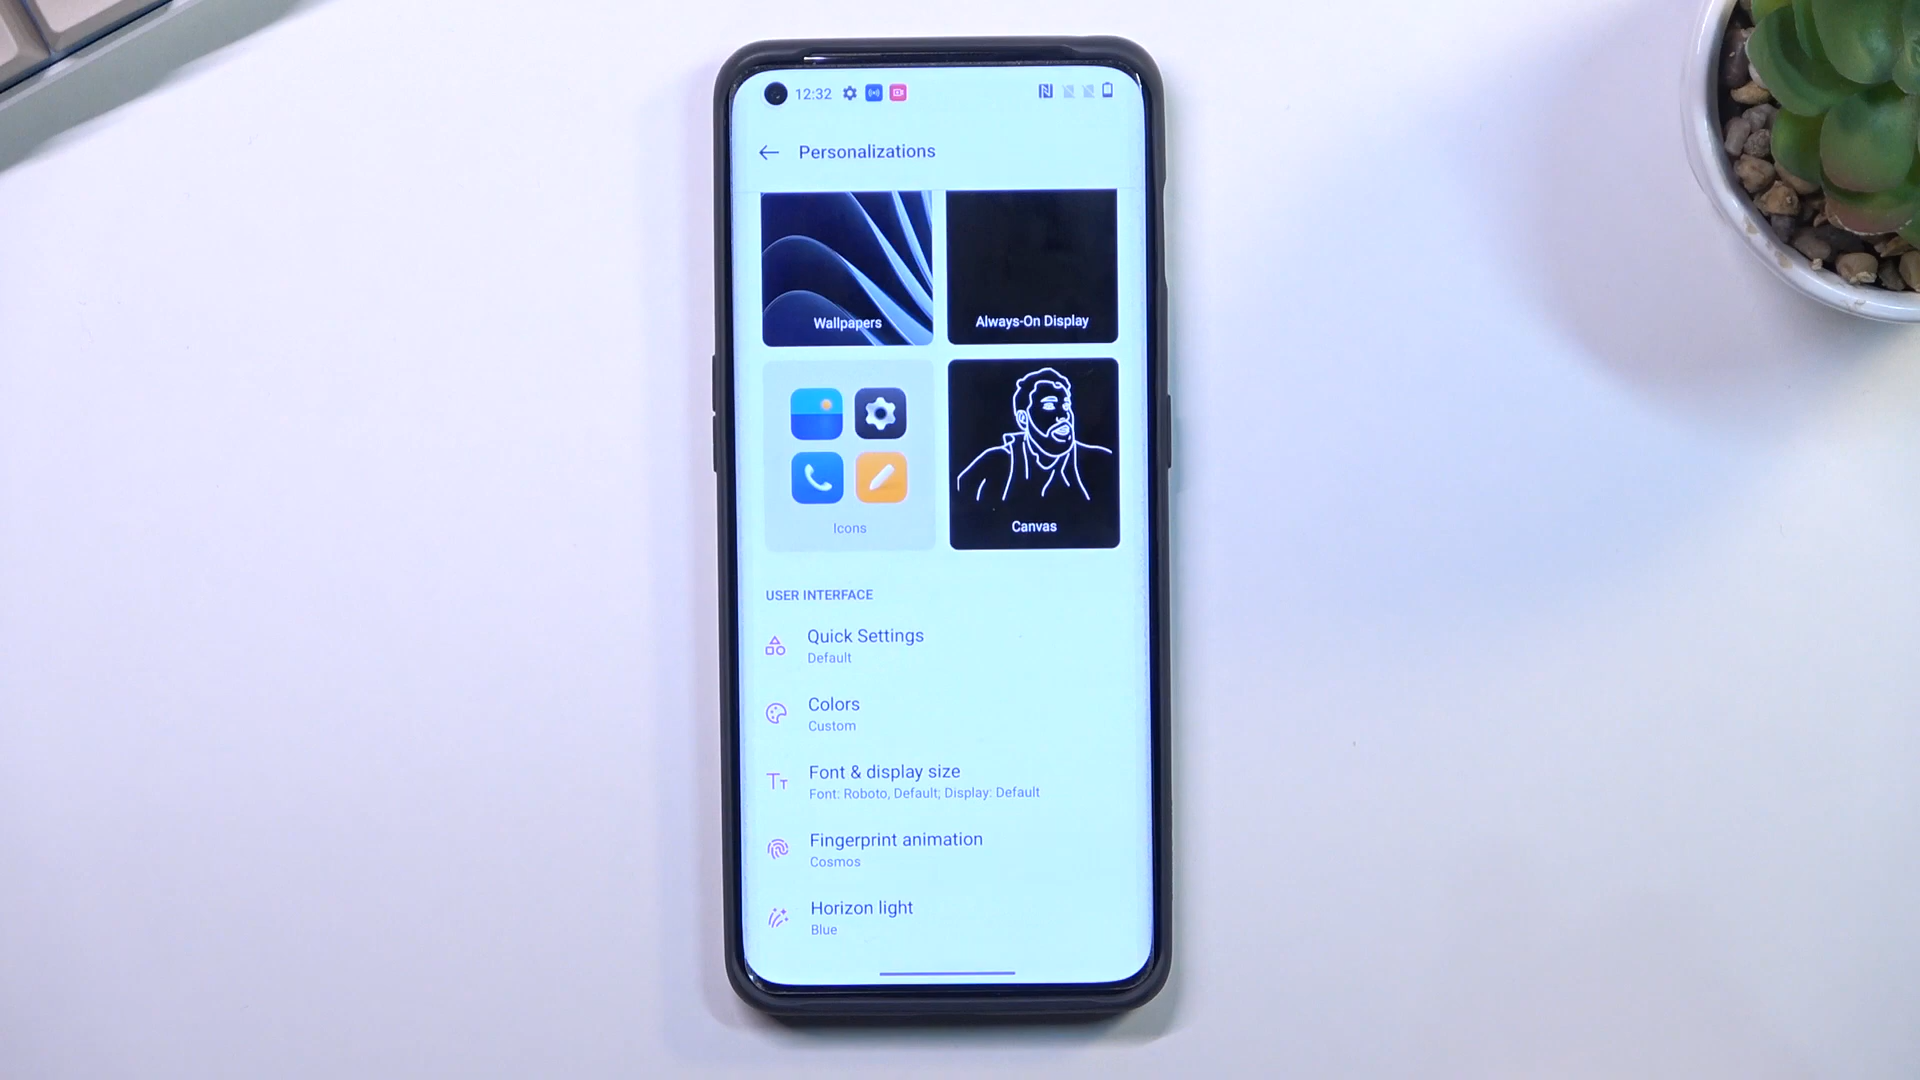 12:32
Personalizations
Wallpapers
Always-On Display
Icons
Canvas
USER INTERFACE
Quick Settings
Default
Colors
Custom
Font & display size
Font: Roboto, Default; Display: Default
Fingerprint animation
Cosmos
Horizon light
Blue